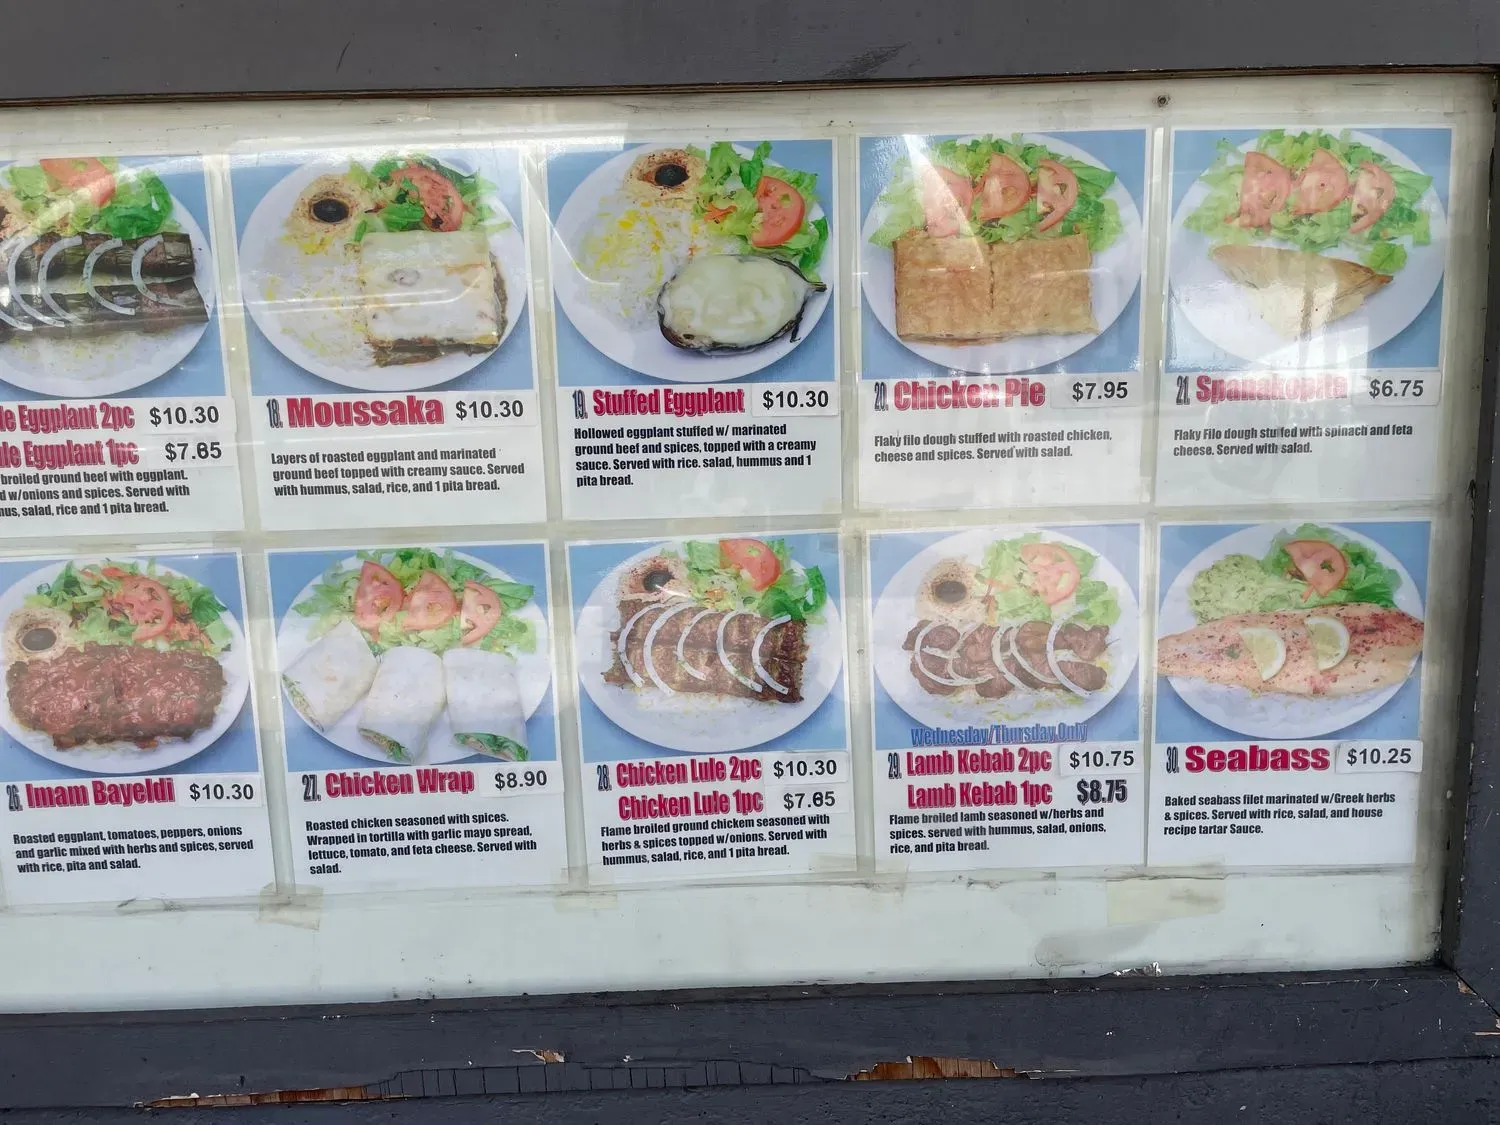 Eggplant 2pc $10.30
Eggplant 1pc $7.65
broiled ground beef with eggplant.
w/onions and spices. Served with
salad, rice and 1 pita bread.
18. Moussaka $10.30
Layers of roasted eggplant and marinated
ground beef topped with creamy sauce. Served
with hummus, salad, rice, and 1 pita bread.
19. Stuffed Eggplant $10.30
Hollowed eggplant stuffed w/ marinated
ground beef and spices, topped with a creamy
sauce. Served with rice. salad, hummus and 1
pita bread.
20. Chicken Pie $7.95
Flaky filo dough stuffed with roasted chicken,
cheese and spices. Served with salad.
21. Spanakopita $6.75
Flaky Filo dough stuffed with spinach and feta
cheese. Served with salad.
26. Imam Bayeldi $10.30
Roasted eggplant, tomatoes, peppers, onions
and garlic mixed with herbs and spices, served
with rice, pita and salad.
27. Chicken Wrap $8.90
Roasted chicken seasoned with spices.
Wrapped in tortilla with garlic mayo spread,
lettuce, tomato, and feta cheese. Served with
salad.
28. Chicken Lule 2pc $10.30
Chicken Lule 1pc $7.65
Flame broiled ground chickem seasoned with
herbs & spices topped w/onions. Served with
hummus, salad, rice, and 1 pita bread.
Wednesday/Thursday Only
29. Lamb Kebab 2pc $10.75
Lamb Kebab 1pc $8.75
Flame broiled lamb seasoned w/herbs and
spices. served with hummus, salad, onions,
rice, and pita bread.
30. Seabass $10.25
Baked seabass filet marinated w/Greek herbs
& spices. Served with rice, salad, and house
recipe tartar Sauce.